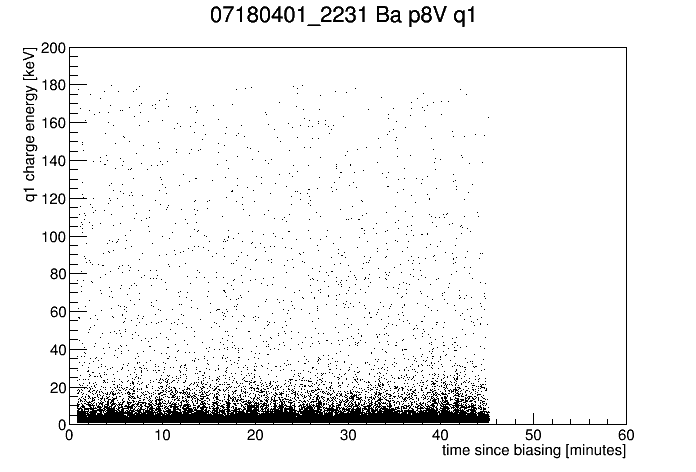 07180401_2231 Ba p8V q1
q1 charge energy [keV]
200
180
160
140
120
100
80
60
40
20
0
0 10 20 30 40 50 60
time since biasing [minutes]